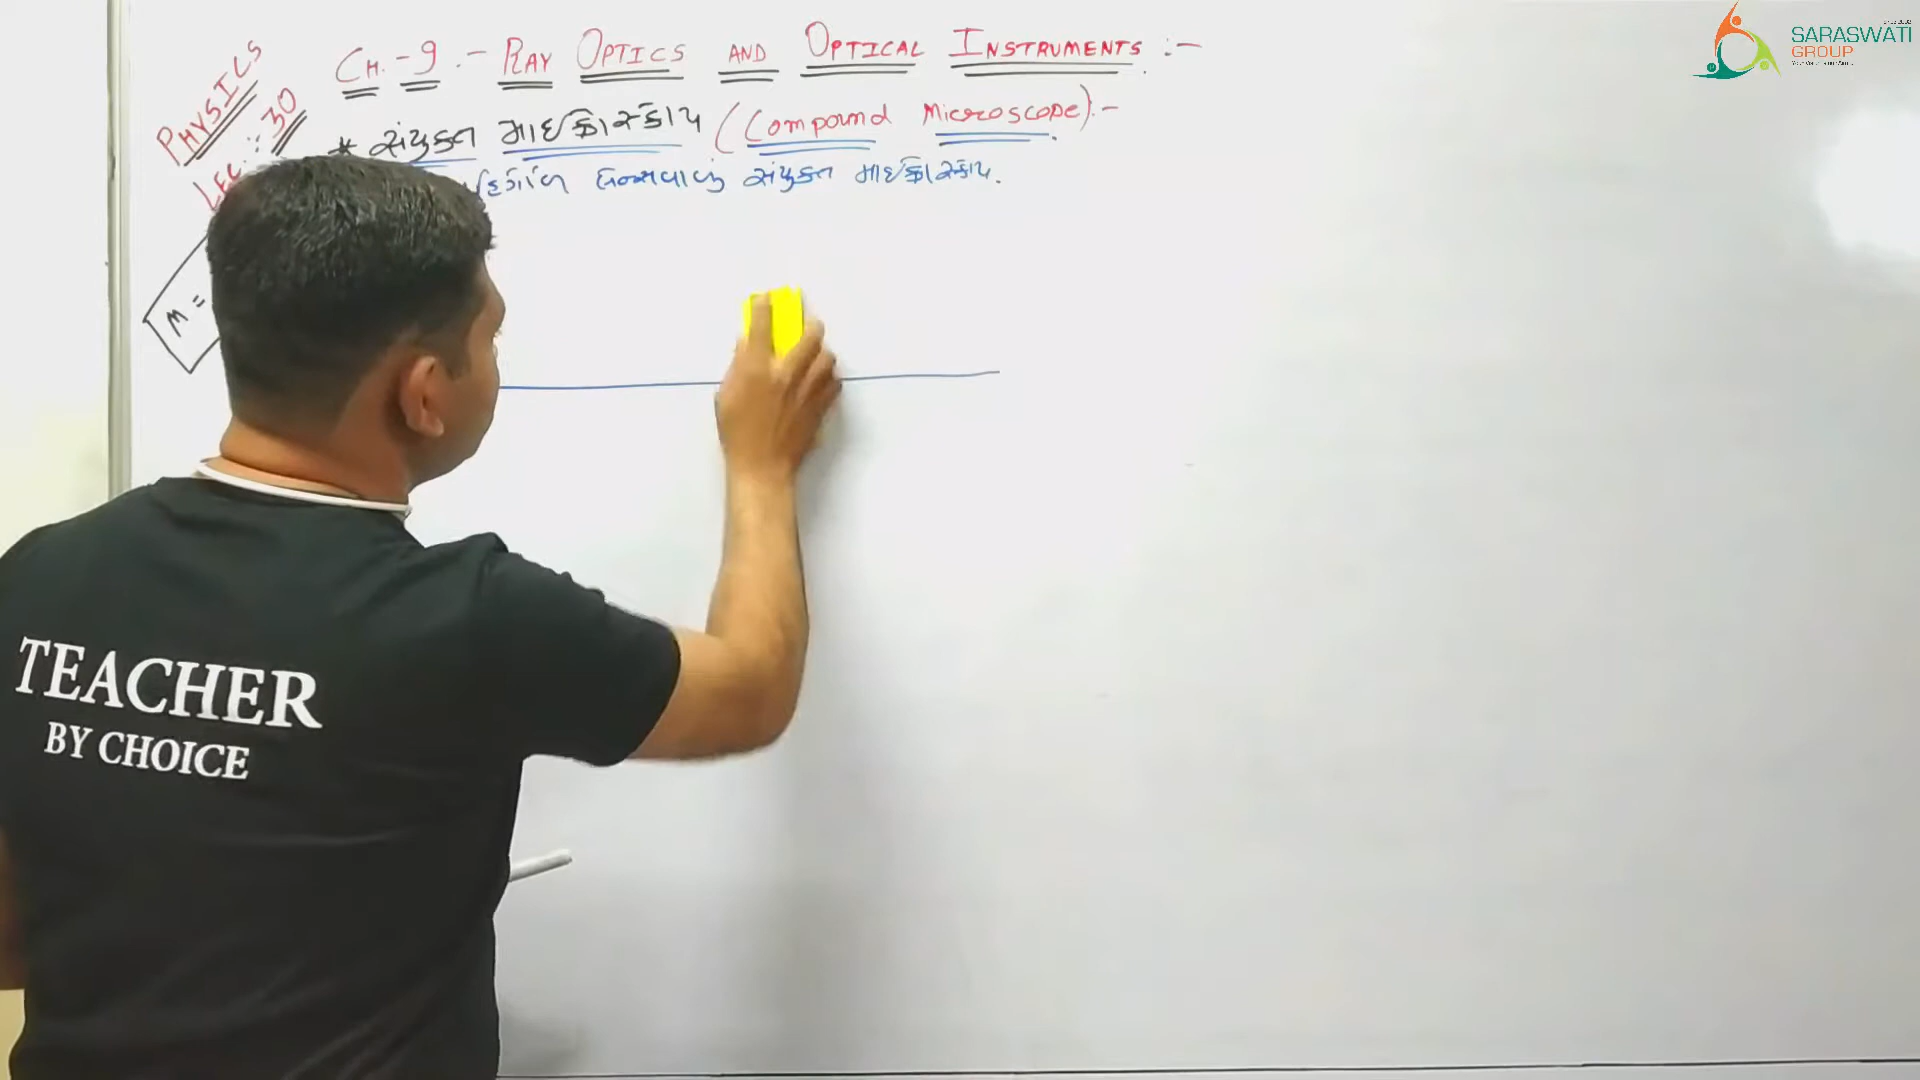 PHYSICS
LEC.: 30
CH.-9 :- RAY OPTICS AND OPTICAL INSTRUMENTS :-
* સંયુક્ત માઈક્રોસ્કોપ (Compound Microscope):-
સંયુક્ત માઈક્રોસ્કોપ.
M =
TEACHER
BY CHOICE
SARASWATI
GROUP